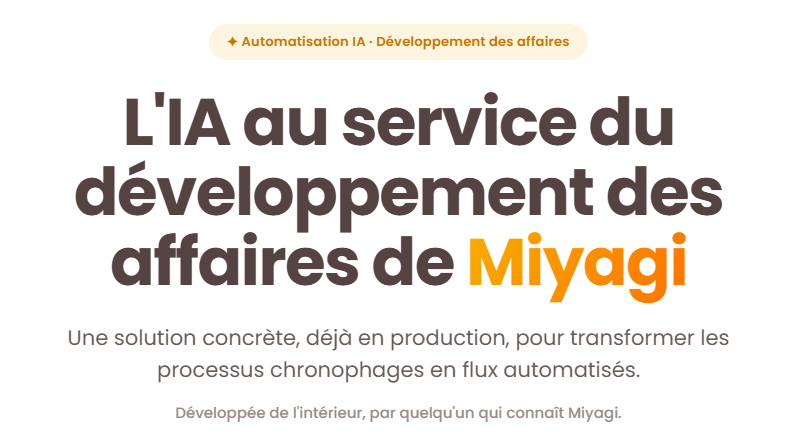 ✦ Automatisation IA · Développement des affaires
L'IA au service du
développement des
affaires de Miyagi
Une solution concrète, déjà en production, pour transformer les
processus chronophages en flux automatisés.
Développée de l'intérieur, par quelqu'un qui connaît Miyagi.